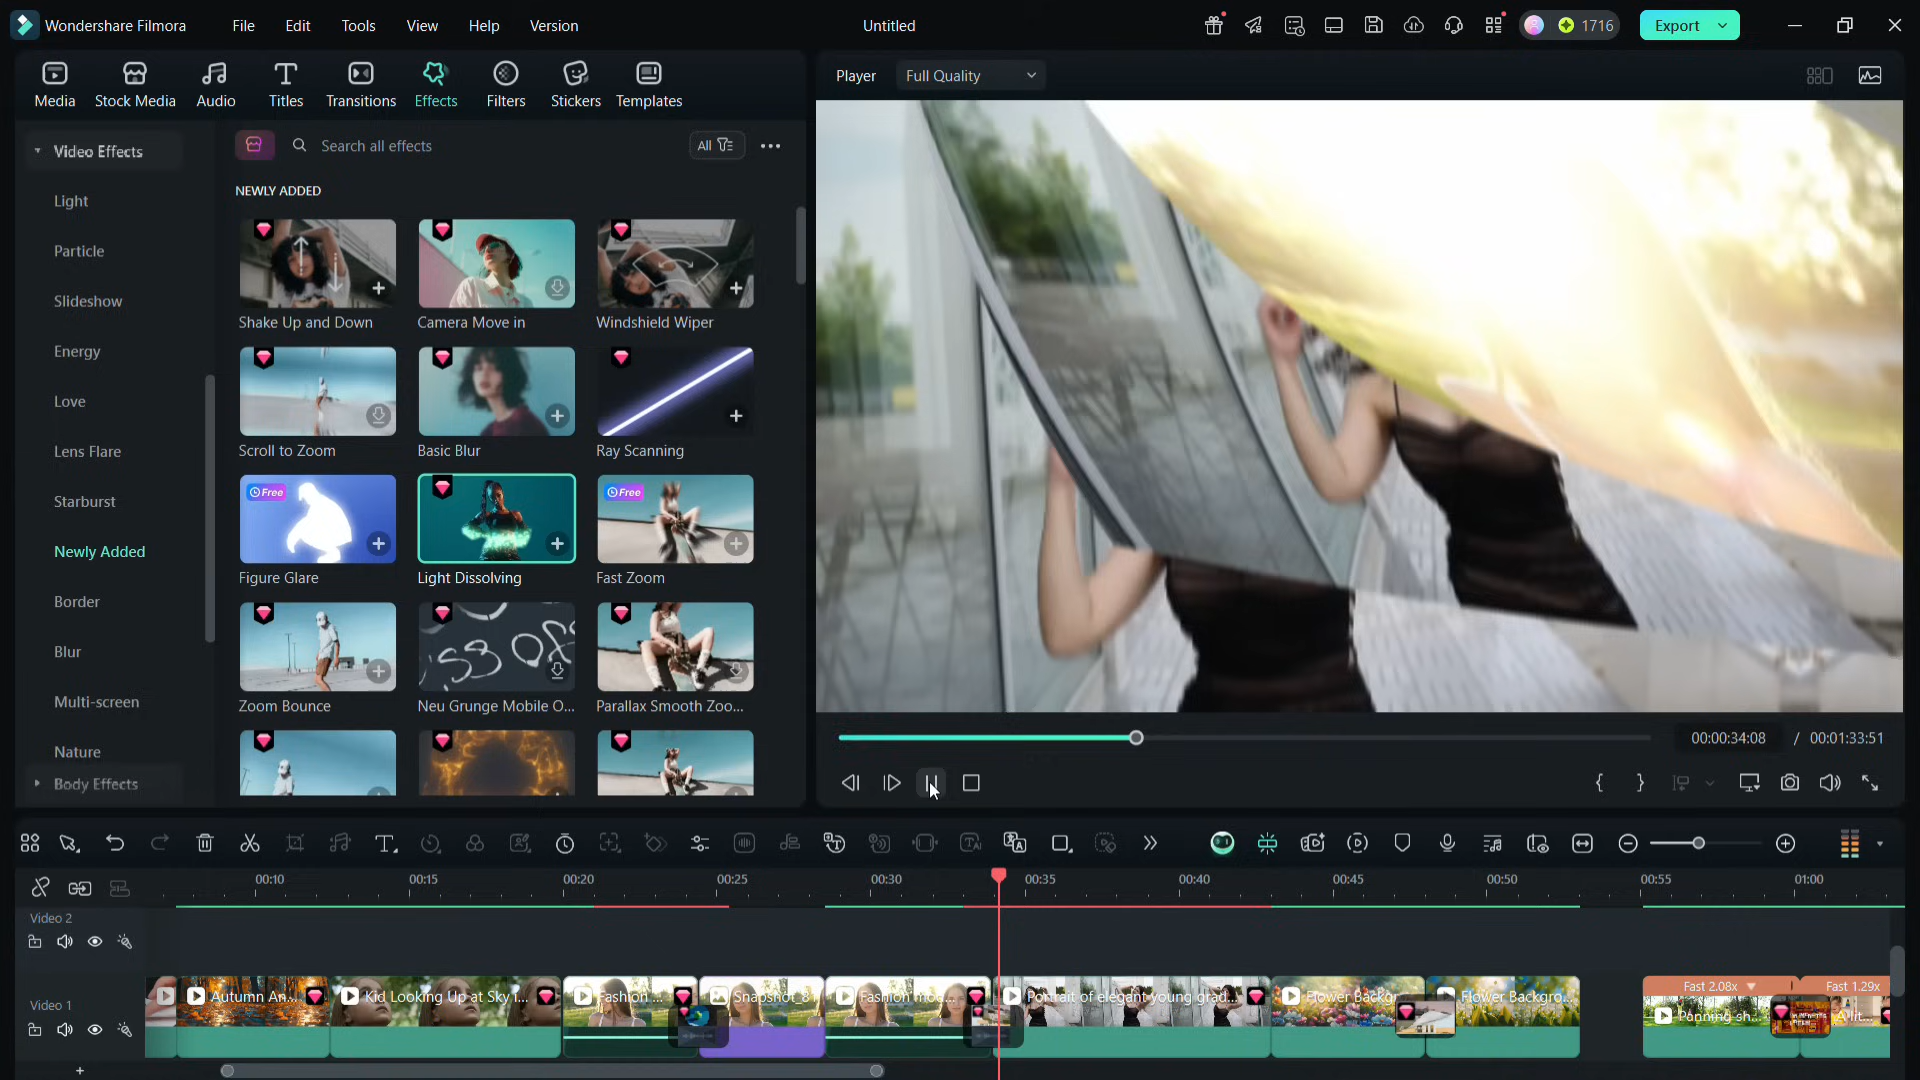 Wondershare Filmora File Edit Tools View Help Version Untitled 1716 Export
Media Stock Media Audio Titles Transitions Effects Filters Stickers Templates
Player Full Quality
Video Effects
Light
Particle
Slideshow
Energy
Love
Lens Flare
Starburst
Newly Added
Border
Blur
Multi-screen
Nature
Body Effects
Search all effects All
NEWLY ADDED
Shake Up and Down Camera Move in Windshield Wiper
Scroll to Zoom Basic Blur Ray Scanning
Free Free
Figure Glare Light Dissolving Fast Zoom
Zoom Bounce Neu Grunge Mobile O... Parallax Smooth Zoo...
00:00:34:08 / 00:01:33:51
00:10 00:15 00:20 00:25 00:30 00:35 00:40 00:45 00:50 00:55 01:00
Video 2
Video 1
Autumn An... Kid Looking Up at Sky i... Fashion ... Snapshot_8 Fashion Portrait of elegant young grad... Flower Backgr Flower Backgro...
Fast 2.08x Fast 1.29x
Panning sh... A lit...